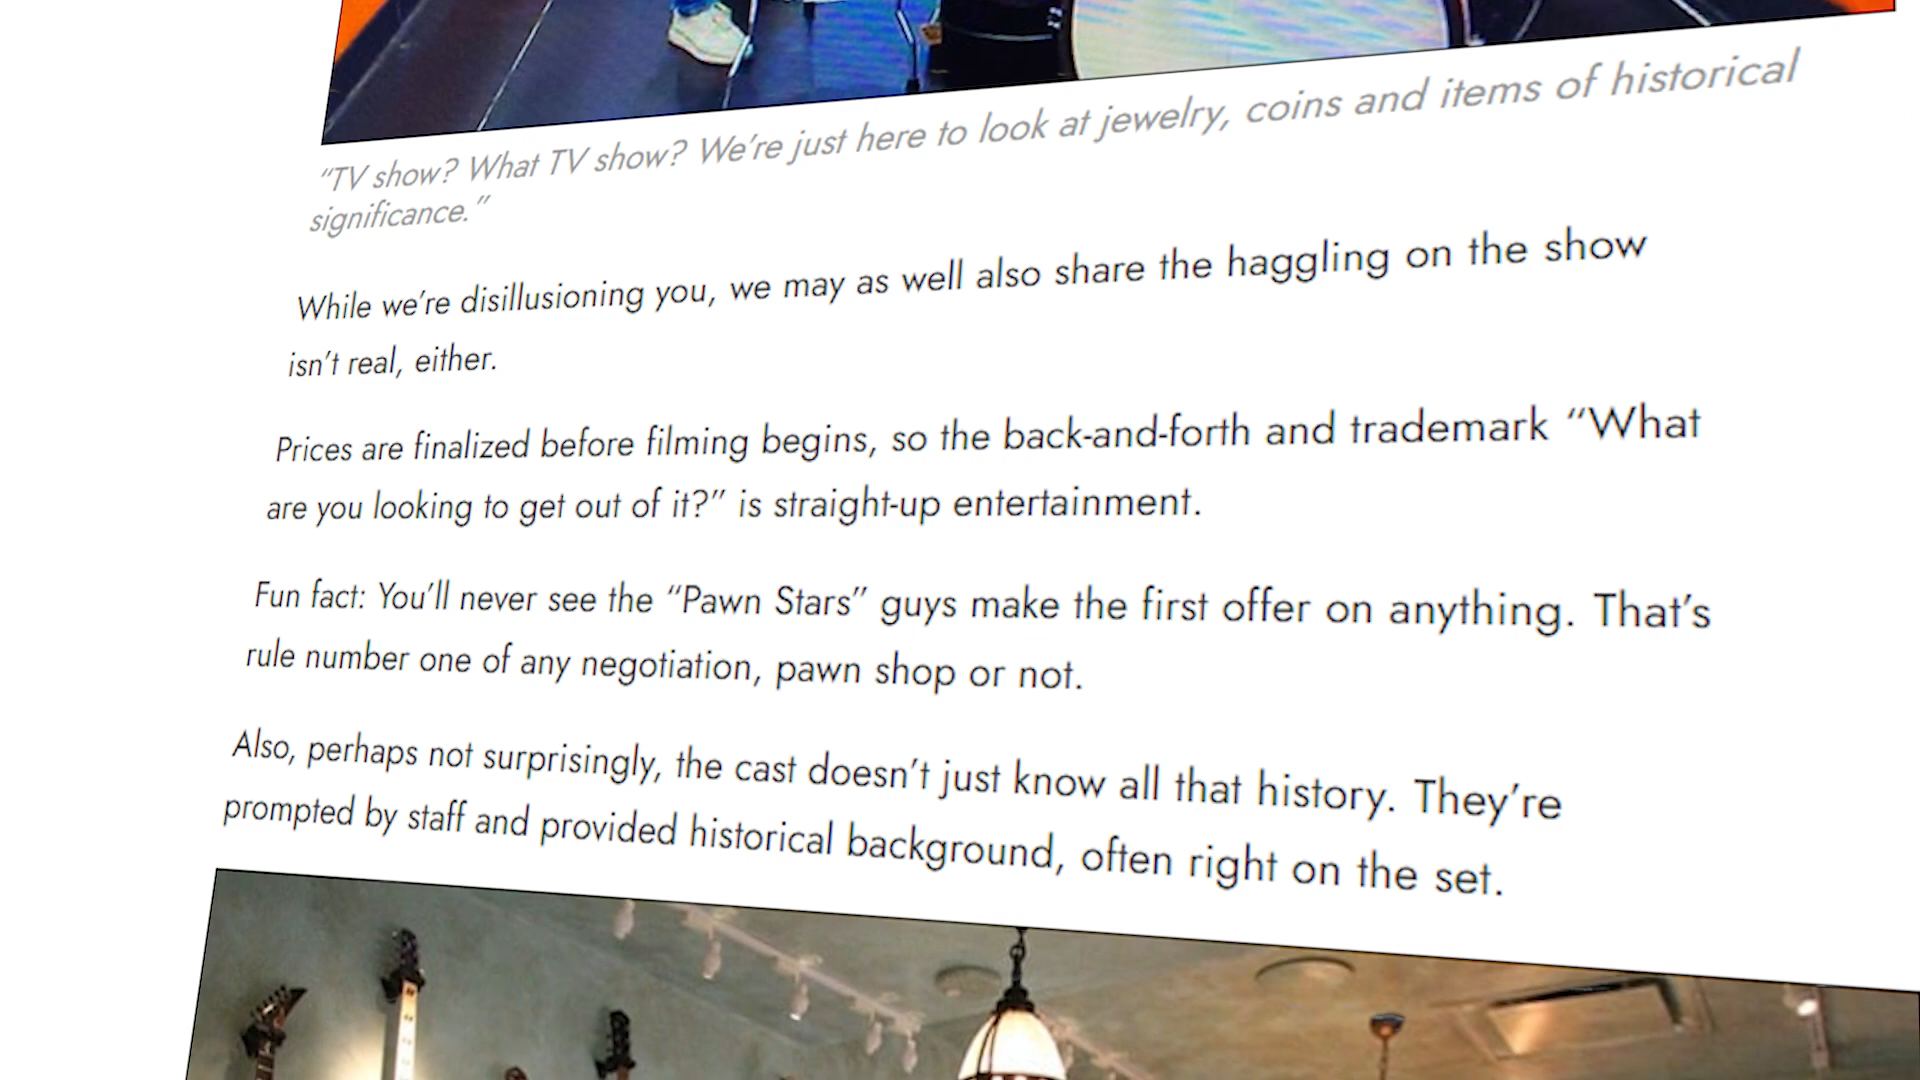 “TV show? What TV show? We’re just here to look at jewelry, coins and items of historical
significance.”
While we’re disillusioning you, we may as well also share the haggling on the show
isn’t real, either.
Prices are finalized before filming begins, so the back-and-forth and trademark “What
are you looking to get out of it?” is straight-up entertainment.
Fun fact: You’ll never see the “Pawn Stars” guys make the first offer on anything. That’s
rule number one of any negotiation, pawn shop or not.
Also, perhaps not surprisingly, the cast doesn’t just know all that history. They’re
prompted by staff and provided historical background, often right on the set.